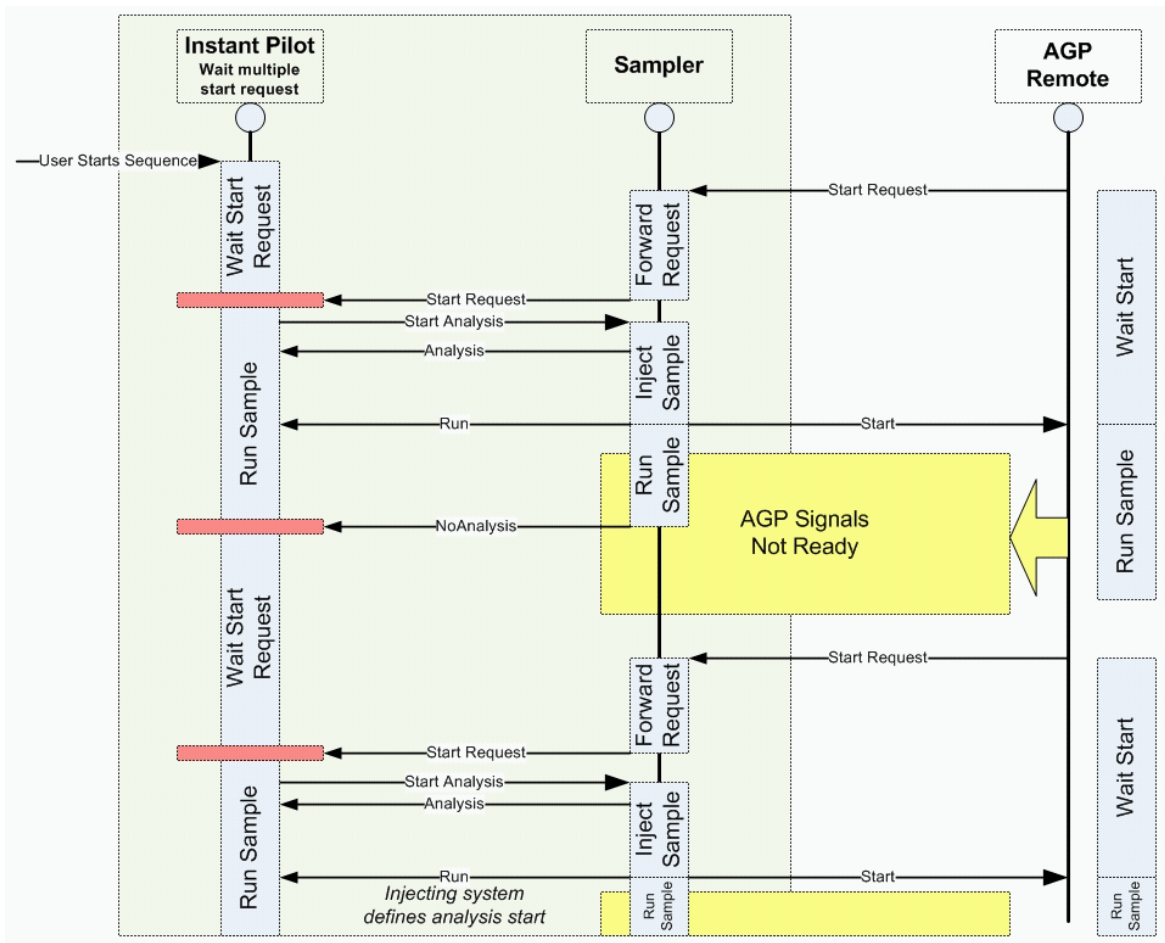 Instant Pilot
Wait multiple
start request
Sampler
AGP
Remote
User Starts Sequence
Wait Start
Request
Forward
Request
Start Request
Wait Start
Start Request
Start Analysis
Analysis
Inject
Sample
Run Sample
Run
Start
Run
Sample
AGP Signals
Not Ready
Run Sample
NoAnalysis
Wait Start
Request
Start Request
Forward
Request
Wait Start
Start Request
Start Analysis
Analysis
Inject
Sample
Run Sample
Run
Start
Injecting system
defines analysis start
Run
Sample
Run
Sample